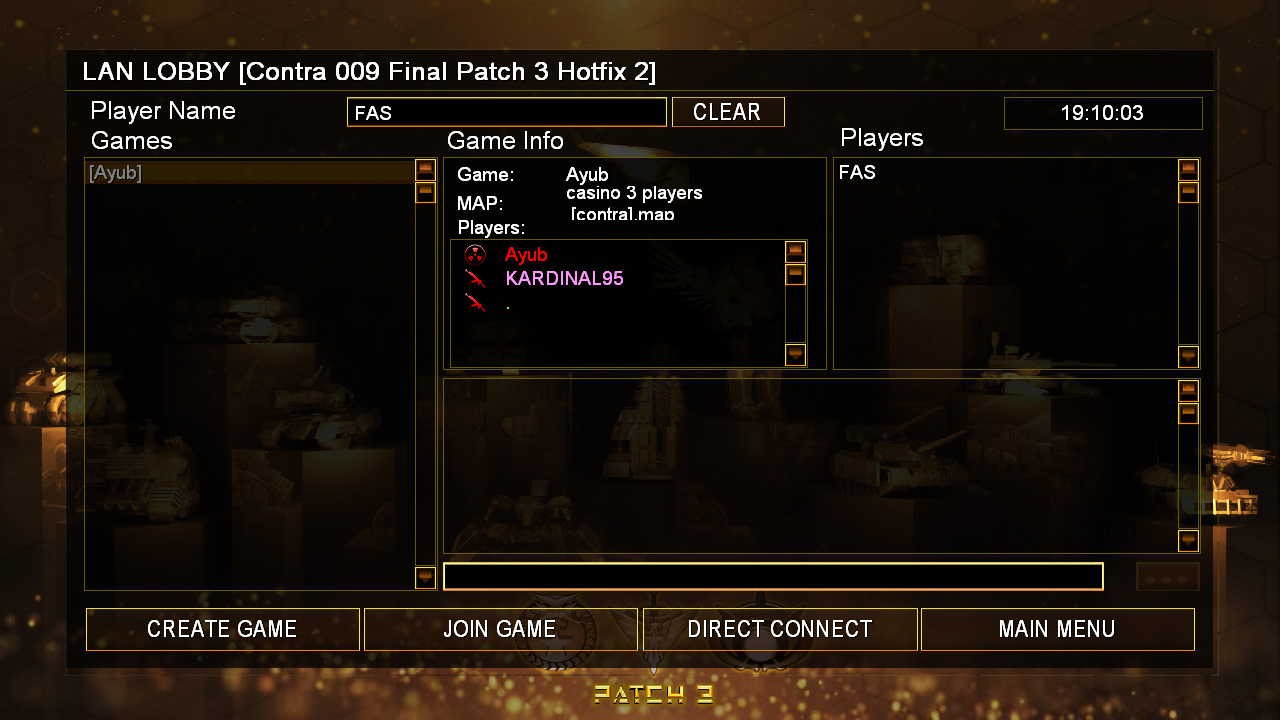 LAN LOBBY [Contra 009 Final Patch 3 Hotfix 2]
Player Name
FAS
CLEAR
19:10:03
Games
Game Info
Players
[Ayub]
Game:
Ayub
MAP:
casino 3 players
[contra].map
Players:
Ayub
KARDINAL95
.
FAS
CREATE GAME
JOIN GAME
DIRECT CONNECT
MAIN MENU
PATCH 3